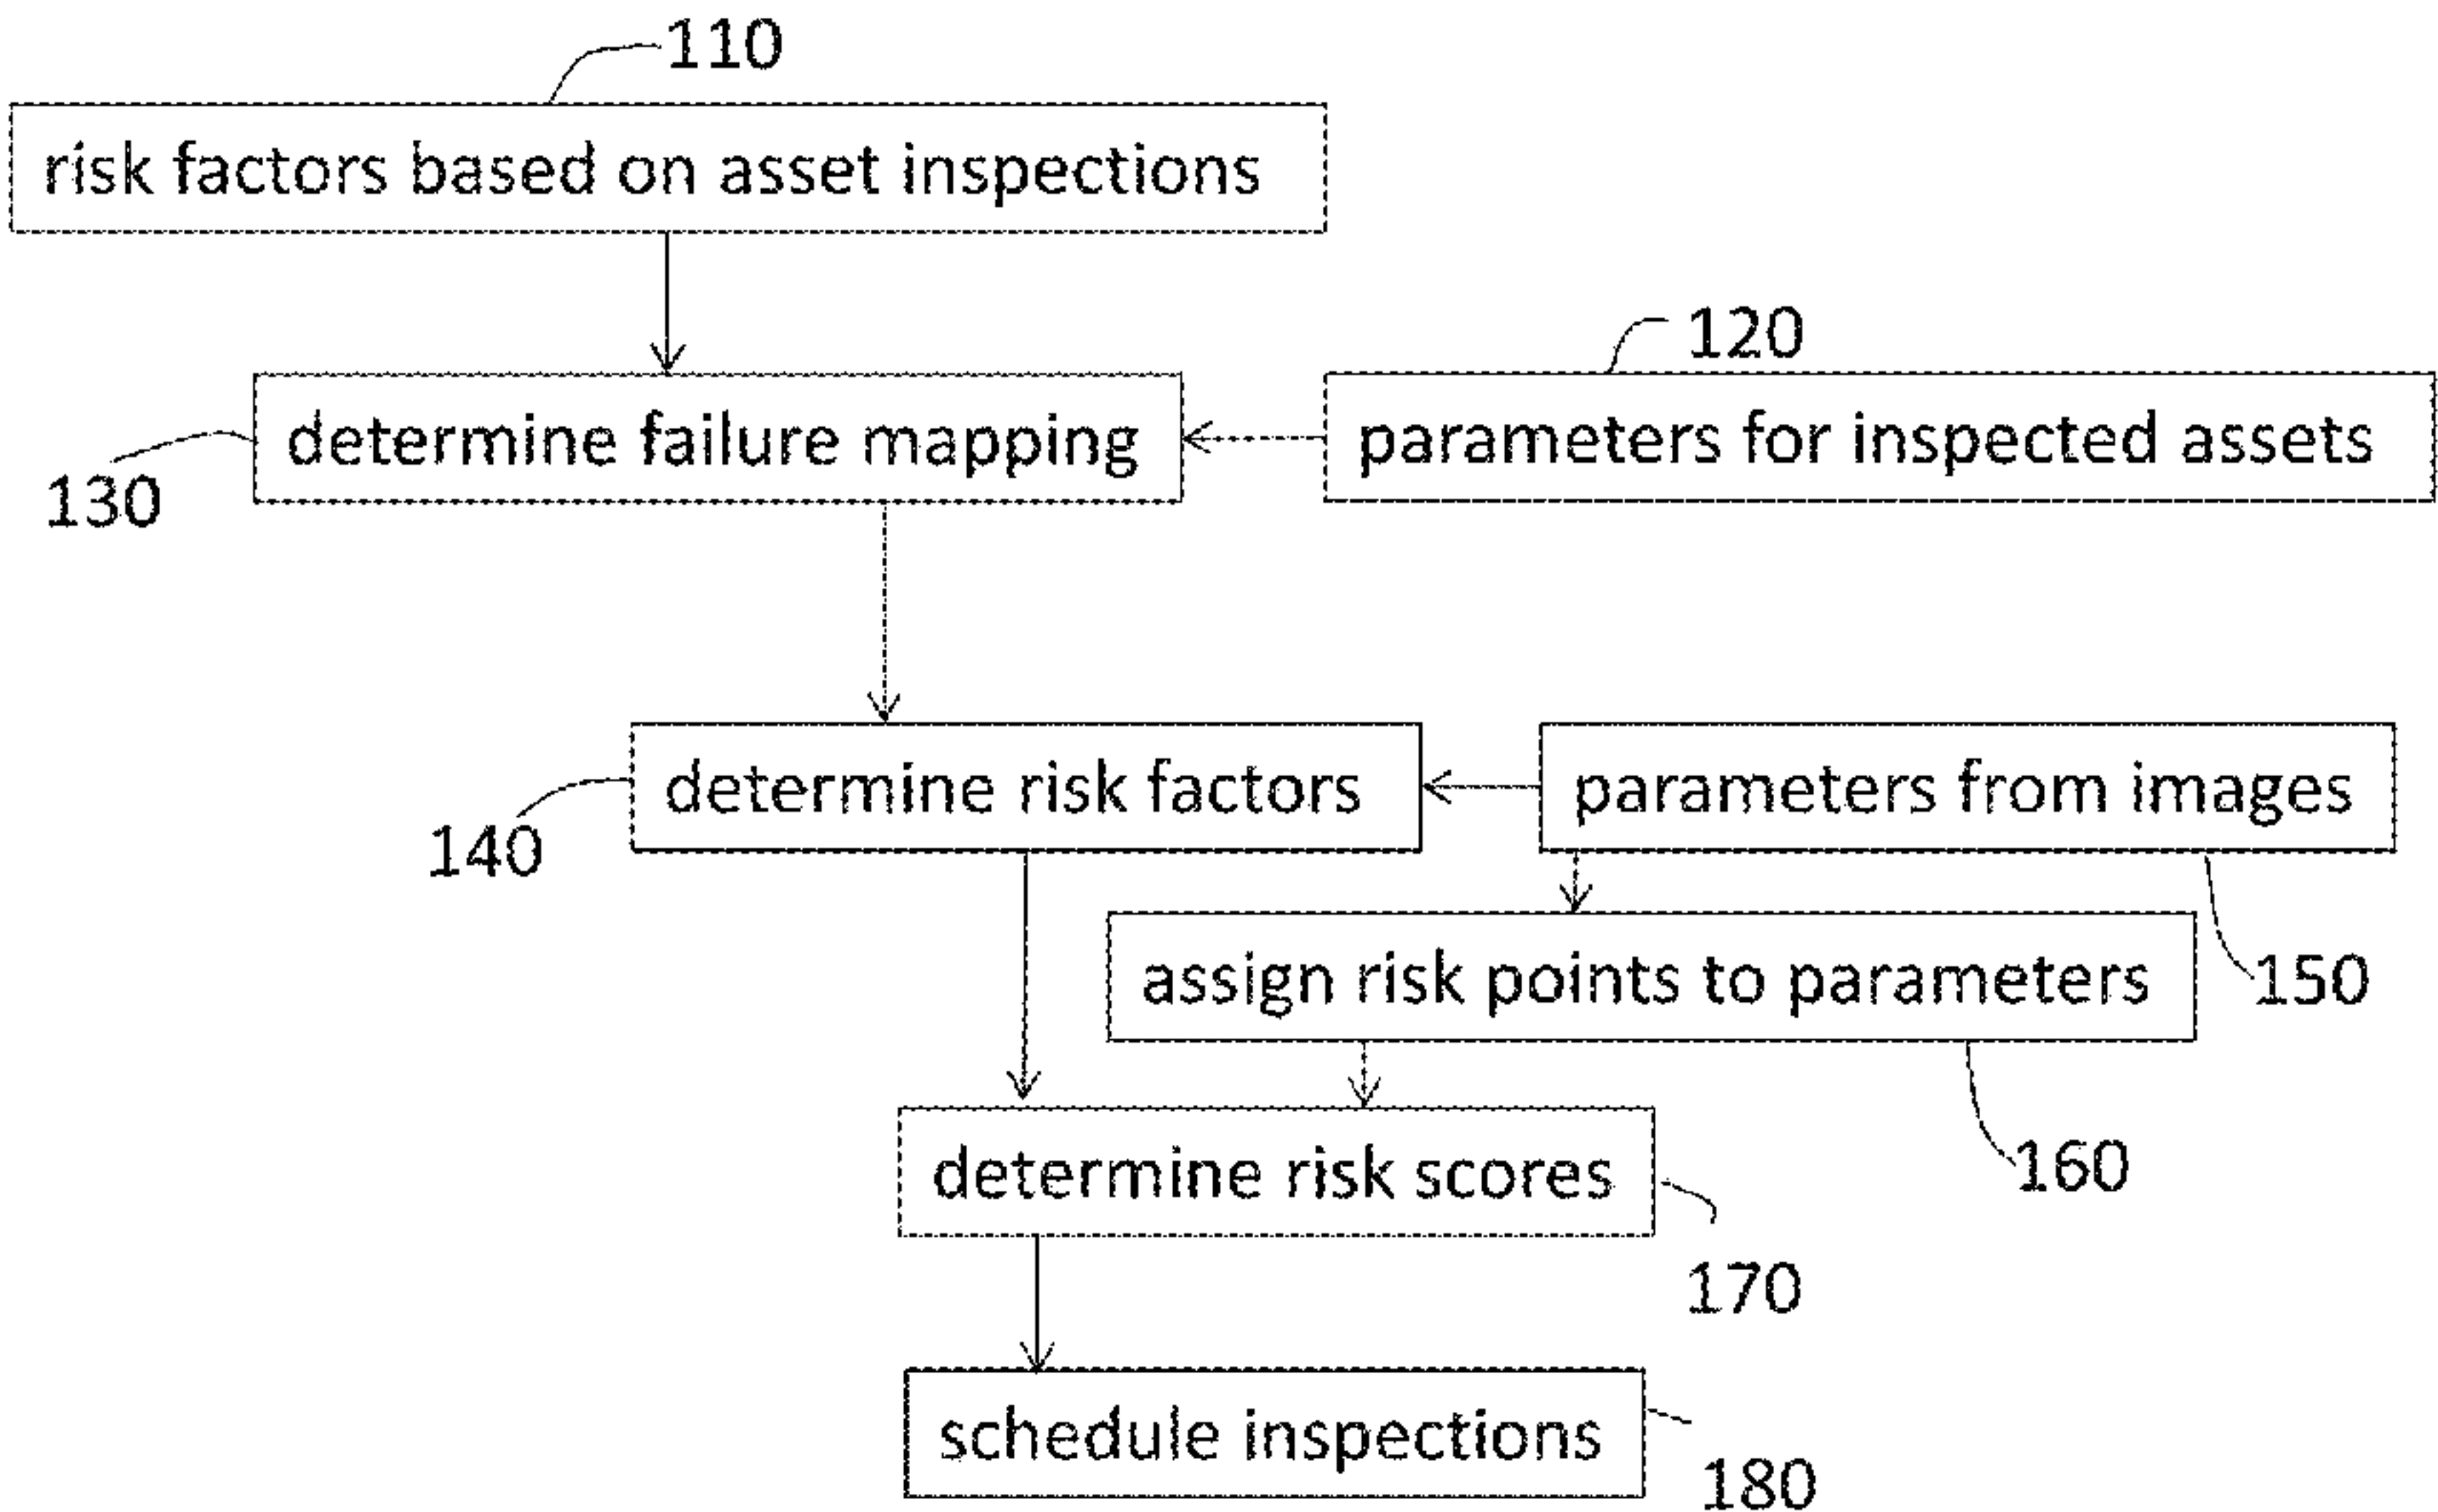 110
risk factors based on asset inspections
120
determine failure mapping
parameters for inspected assets
130
determine risk factors
parameters from images
140
assign risk points to parameters
150
determine risk scores
160
170
schedule inspections
180